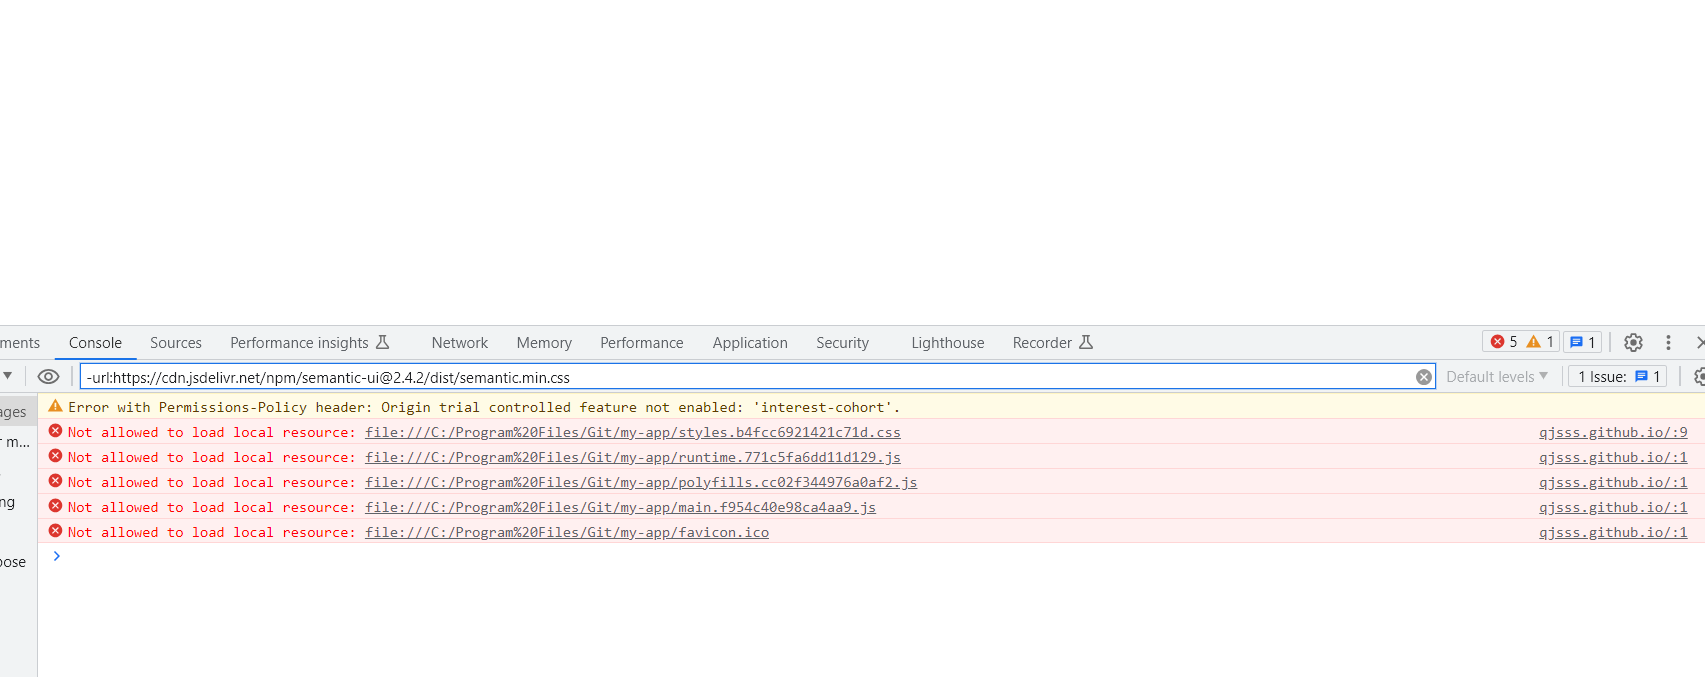 ments Console Sources Performance insights Network Memory Performance Application Security Lighthouse Recorder 5 1 1
-url:https://cdn.jsdelivr.net/npm/semantic-ui@2.4.2/dist/semantic.min.css Default levels 1 Issue: 1
ages
r m...
ng
pose
Error with Permissions-Policy header: Origin trial controlled feature not enabled: 'interest-cohort'.
Not allowed to load local resource: file:///C:/Program%20Files/Git/my-app/styles.b4fcc6921421c71d.css qjsss.github.io/:9
Not allowed to load local resource: file:///C:/Program%20Files/Git/my-app/runtime.771c5fa6dd11d129.js qjsss.github.io/:1
Not allowed to load local resource: file:///C:/Program%20Files/Git/my-app/polyfills.cc02f344976a0af2.js qjsss.github.io/:1
Not allowed to load local resource: file:///C:/Program%20Files/Git/my-app/main.f954c40e98ca4aa9.js qjsss.github.io/:1
Not allowed to load local resource: file:///C:/Program%20Files/Git/my-app/favicon.ico qjsss.github.io/:1